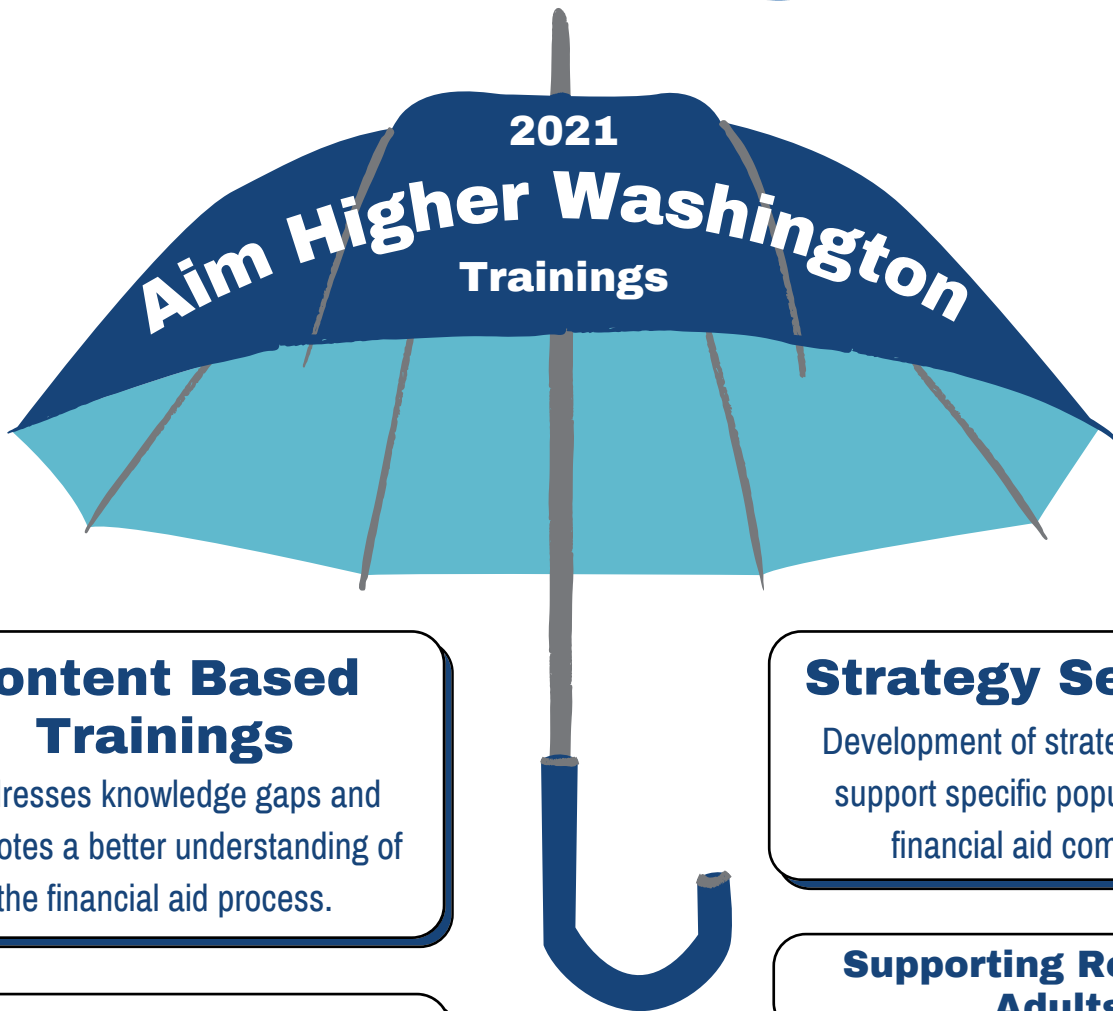 2021
Aim Higher Washington
Trainings
ontent Based
Trainings
resses knowledge gaps and
otes a better understanding of
the financial aid process.
Strategy Se
Development of strate
support specific popu
financial aid com
Supporting Re
Adults